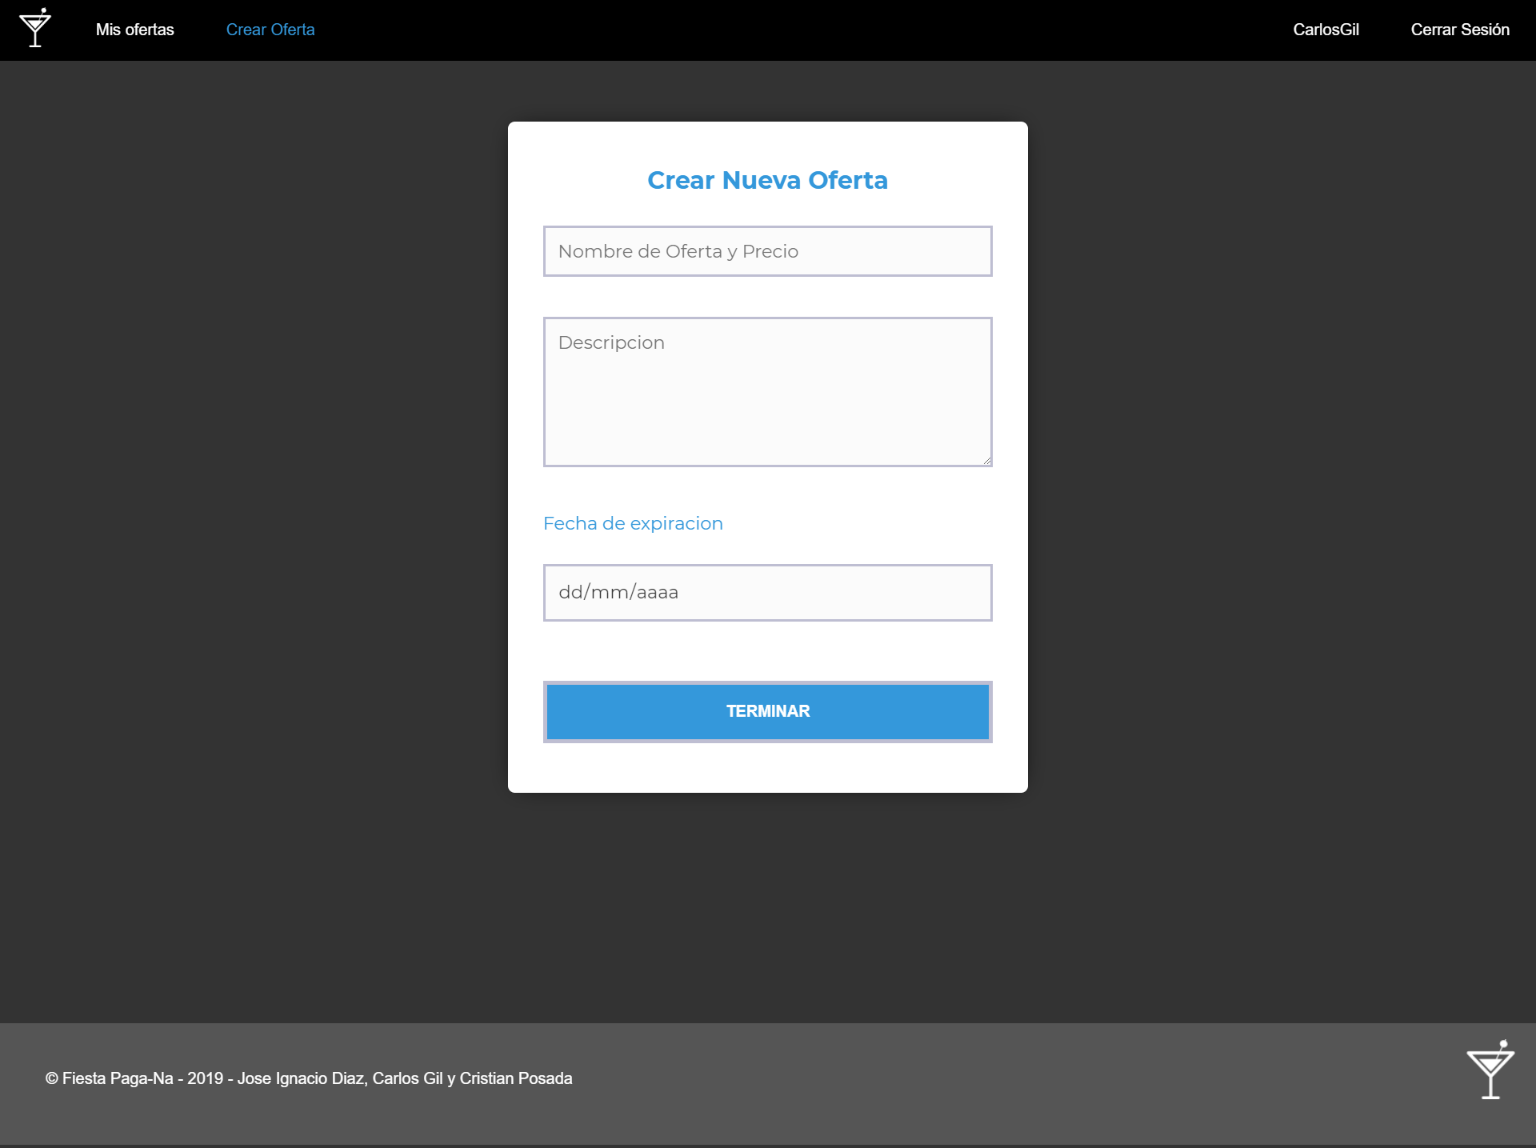 Mis ofertas
Crear Oferta
CarlosGil
Cerrar Sesión
Crear Nueva Oferta
Nombre de Oferta y Precio
Descripcion
Fecha de expiracion
dd/mm/aaaa
TERMINAR
© Fiesta Paga-Na - 2019 - Jose Ignacio Diaz, Carlos Gil y Cristian Posada